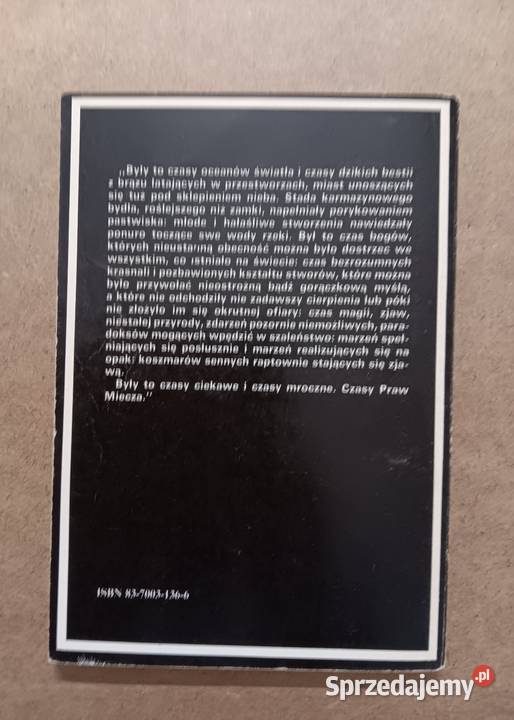 „Były to czasy oceanów światła i czasy dzikich bestii
z brązu latających w przestworzach, miast unoszących
się tuż pod sklepieniem nieba. Stada karmazynowego
bydła, roślejszego niż zamki, napełniały porykowaniem
pastwiska; młode i hałaśliwe stworzenia nawiedzały
ponuro toczące swe wody rzeki. Był to czas bogów,
których nieustanną obecność można było dostrzec we
wszystkim, co istniało na świecie; czas bezrozumnych
krasnali i pozbawionych kształtu stworów, które można
było przywołać nieostrożną bądź gorączkową myślą,
a które nie odchodziły nie zadawszy cierpienia lub póki
nie złożyło im się okrutnej ofiary; czas magii, zjaw,
niestałej przyrody, zdarzeń pozornie niemożliwych, para-
doksów mogących wpędzić w szaleństwo; marzeń speł-
niających się posłusznie i marzeń realizujących się na
opak; koszmarów sennych raptownie stających się zja-
wą.
Były to czasy ciekawe i czasy mroczne. Czasy Praw
Miecza."
ISBN 83-7003-136-6
Sprzedajemy.pl